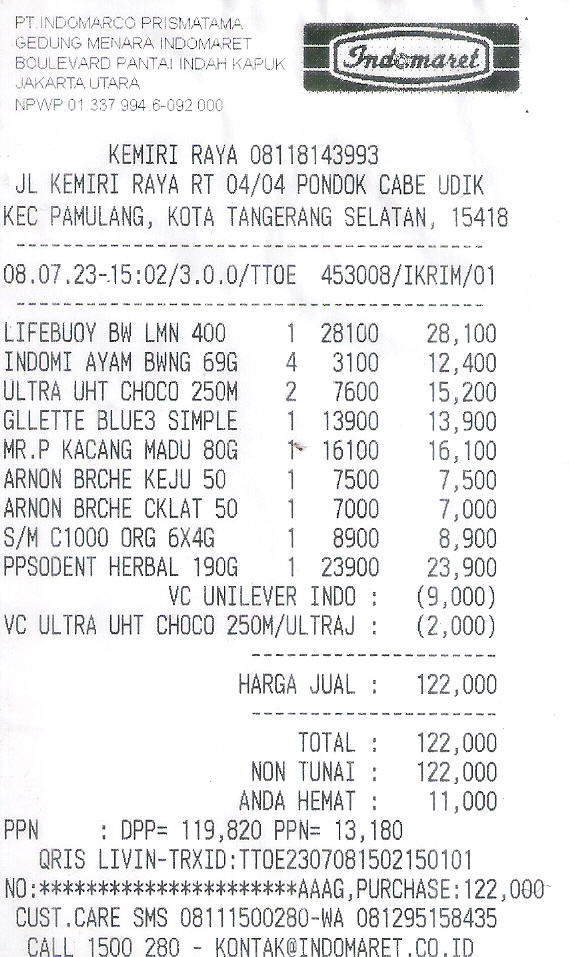 PT.INDOMARCO PRISMATAMA
GEDUNG MENARA INDOMARET
BOULEVARD PANTAI INDAH KAPUK
JAKARTA UTARA
NPWP:01.337.994.6-092.000
Indomaret
KEMIRI RAYA 08118143993
JL KEMIRI RAYA RT 04/04 PONDOK CABE UDIK
KEC PAMULANG, KOTA TANGERANG SELATAN, 15418
08.07.23-15:02/3.0.0/TTOE 453008/IKRIM/01
LIFEBUOY BW LMN 400 1 28100 28,100
INDOMI AYAM BWNG 69G 4 3100 12,400
ULTRA UHT CHOCO 250M 2 7600 15,200
GLLETTE BLUE3 SIMPLE 1 13900 13,900
MR.P KACANG MADU 80G 1 16100 16,100
ARNON BRCHE KEJU 50 1 7500 7,500
ARNON BRCHE CKLAT 50 1 7000 7,000
S/M C1000 ORG 6X4G 1 8900 8,900
PPSODENT HERBAL 190G 1 23900 23,900
VC UNILEVER INDO : (9,000)
VC ULTRA UHT CHOCO 250M/ULTRAJ : (2,000)
HARGA JUAL : 122,000
TOTAL : 122,000
NON TUNAI : 122,000
ANDA HEMAT : 11,000
PPN : DPP= 119,820 PPN= 13,180
QRIS LIVIN-TRXID:TTOE2307081502150101
NO:**********************AAAG,PURCHASE:122,000
CUST.CARE SMS 08111500280-WA 081295158435
CALL 1500 280 - KONTAK@INDOMARET.CO.ID